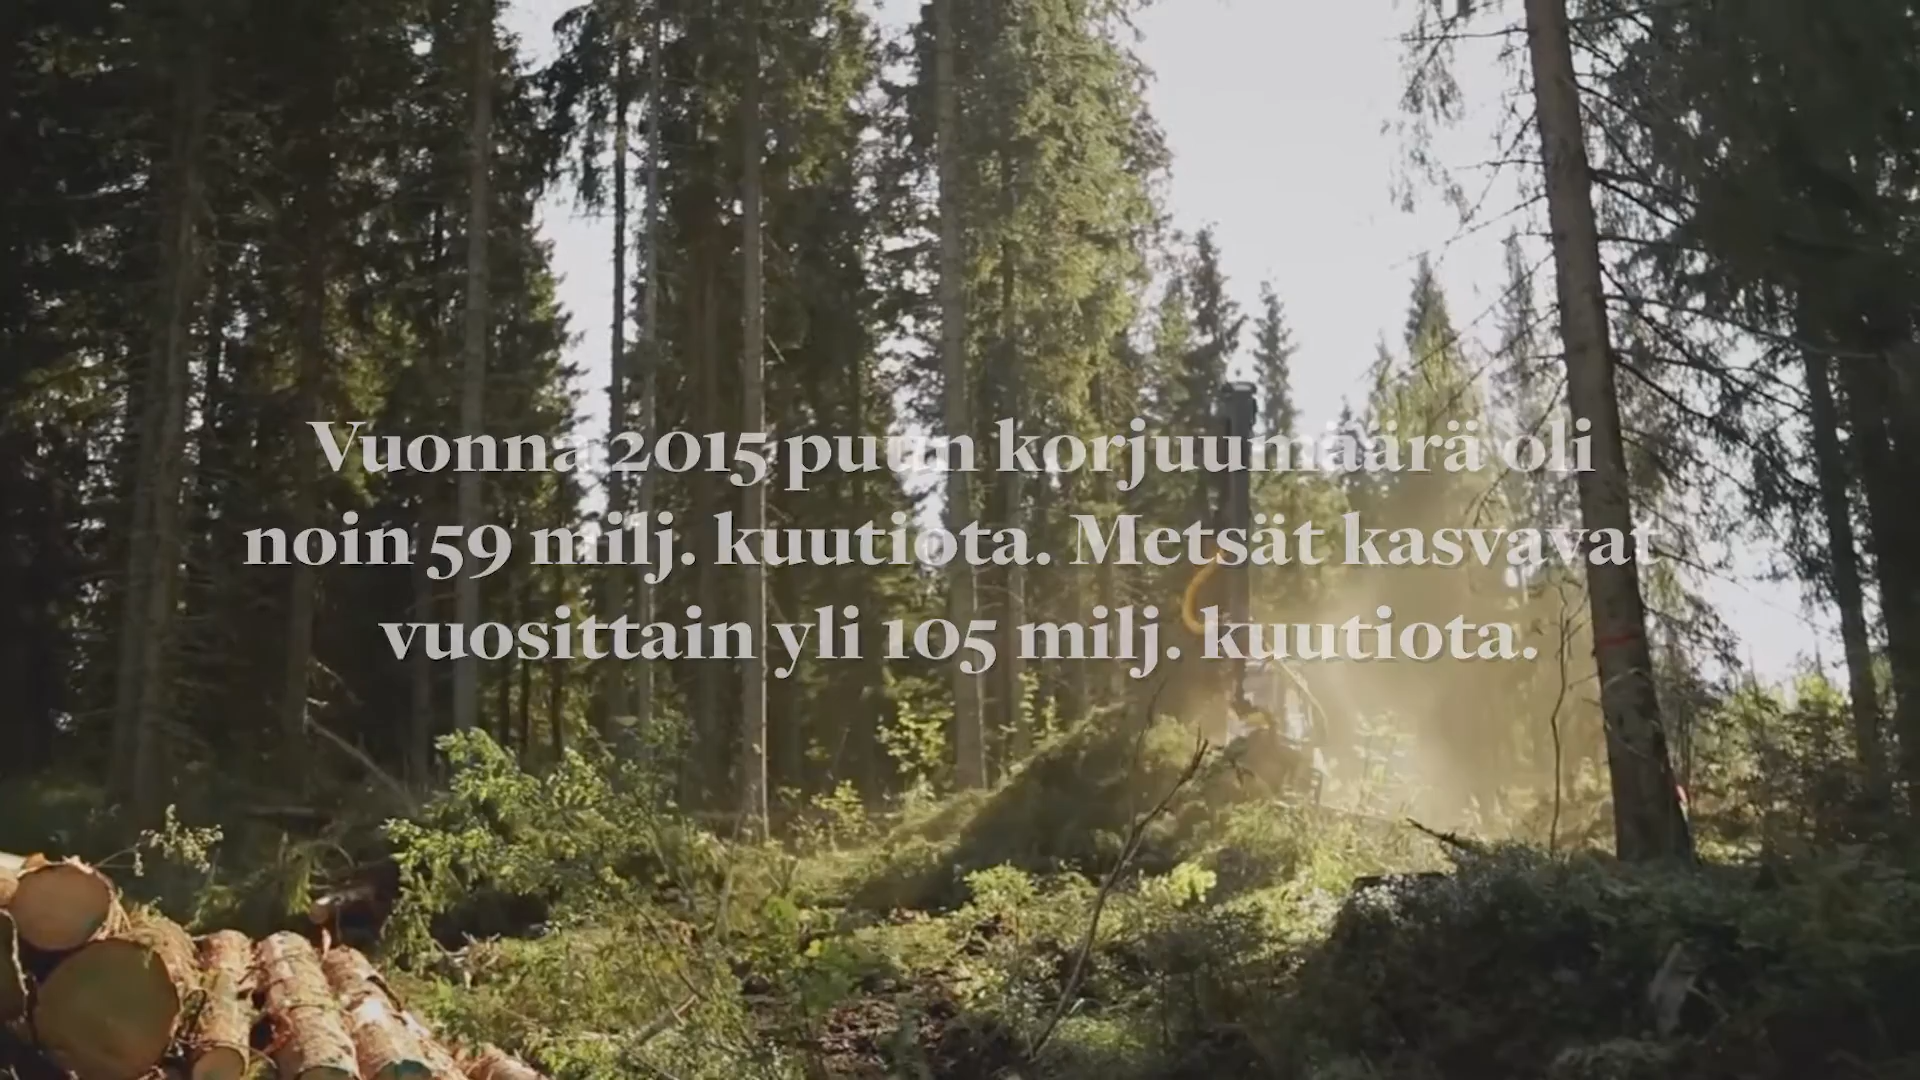 Vuonna 2015 puun korjuumäärä oli
noin 59 milj. kuutiota. Metsät kasvavat
vuosittain yli 105 milj. kuutiota.